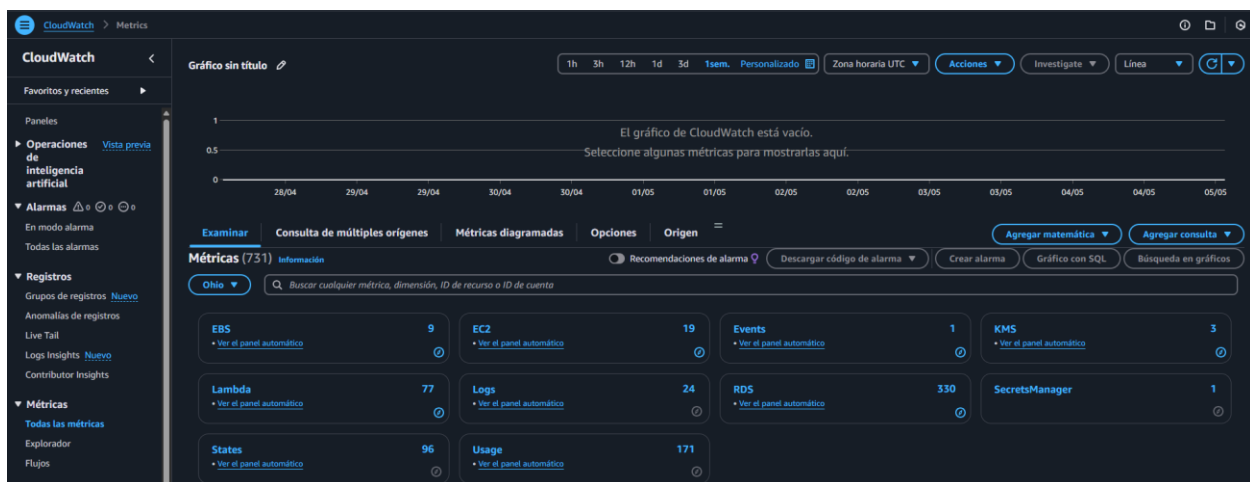 CloudWatch > Metrics
CloudWatch
Favoritos y recientes
Paneles
Operaciones Vista previa
de
inteligencia
artificial
Alarmas 0 0 0
En modo alarma
Todas las alarmas
Registros
Grupos de registros Nuevo
Anomalías de registros
Live Tail
Logs Insights Nuevo
Contributor Insights
Métricas
Todas las métricas
Explorador
Flujos
Gráfico sin título
1h 3h 12h 1d 3d 1sem. Personalizado Zona horaria UTC Acciones Investigate Línea
1
0.5
0
El gráfico de CloudWatch está vacío.
Seleccione algunas métricas para mostrarlas aquí.
28/04 29/04 29/04 30/04 30/04 01/05 01/05 02/05 02/05 03/05 03/05 04/05 04/05 05/05
Examinar Consulta de múltiples orígenes Métricas diagramadas Opciones Origen Agregar matemática Agregar consulta
Métricas (731) Información Recomendaciones de alarma Descargar código de alarma Crear alarma Gráfico con SQL Búsqueda en gráficos
Ohio Buscar cualquier métrica, dimensión, ID de recurso o ID de cuenta
EBS 9
• Ver el panel automático
EC2 19
• Ver el panel automático
Events 1
• Ver el panel automático
KMS 3
• Ver el panel automático
Lambda 77
• Ver el panel automático
Logs 24
• Ver el panel automático
RDS 330
• Ver el panel automático
SecretsManager 1
States 96
• Ver el panel automático
Usage 171
• Ver el panel automático